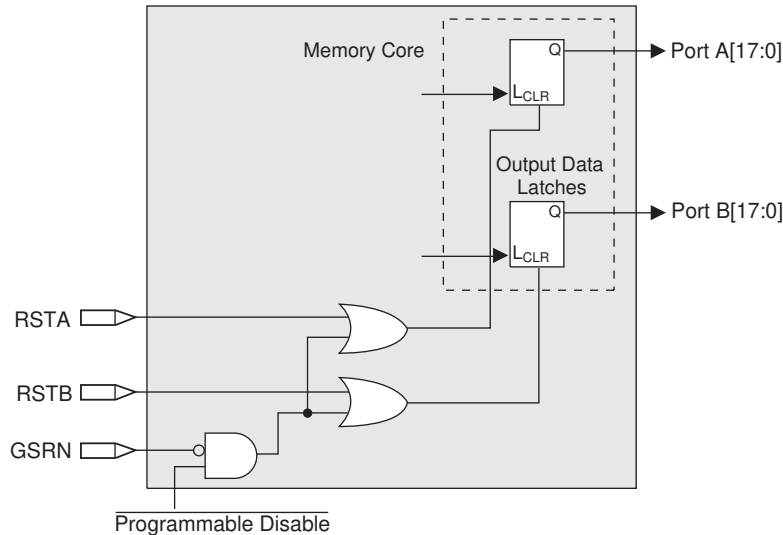 Memory Core
Q
Port A[17:0]
LCLR
Output Data
Latches
Q
Port B[17:0]
LCLR
RSTA
RSTB
GSRN
Programmable Disable